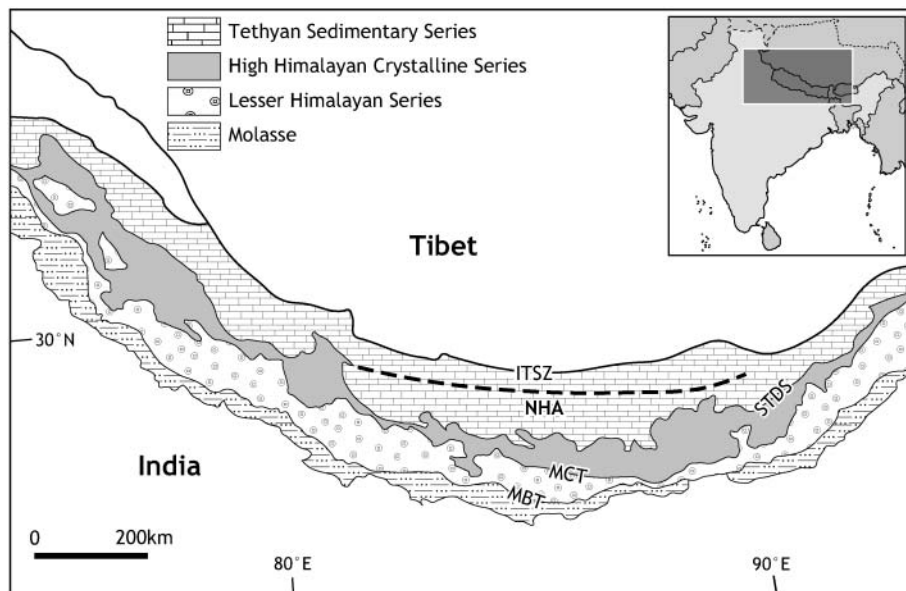 Tethyan Sedimentary Series
High Himalayan Crystalline Series
Lesser Himalayan Series
Molasse
Tibet
30°N
ITSZ
NHA
STDS
India
MCT
MBT
0 200km
80°E
90°E